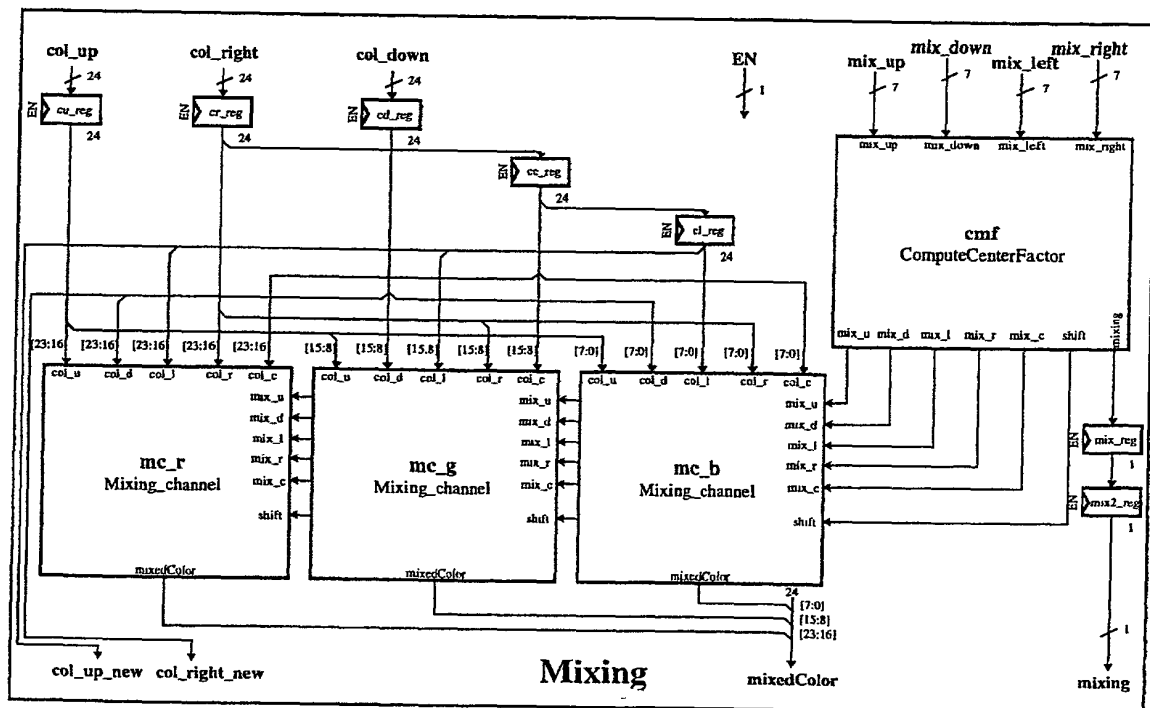 col_up col_right col_down EN mix_up mix_down mix_left mix_right
24 24 24 1 7 7 7 7
EN cu_reg EN cr_reg EN cd_reg
24 24 24
mix_up mix_down mix_left mix_right
EN cc_reg
24
EN cl_reg
24
cmf
ComputeCenterFactor
mix_u mix_d mix_l mix_r mix_c shift mixing
[23:16] [23:16] [23:16] [23:16] [23:16] [15:8] [15:8] [15:8] [15:8] [15:8] [7:0] [7:0] [7:0] [7:0] [7:0]
col_u col_d col_l col_r col_c col_u col_d col_l col_r col_c col_u col_d col_l col_r col_c
mix_u mix_u mix_u
mix_d mix_d mix_d
mix_l mix_l mix_l
mix_r mix_r mix_r
mix_c mix_c mix_c
shift shift shift
mc_r
Mixing_channel
mc_g
Mixing_channel
mc_b
Mixing_channel
EN mix_reg
1
EN mix2_reg
1
mixedColor mixedColor mixedColor
24
[7:0]
[15:8]
[23:16]
1
col_up_new col_right_new Mixing mixedColor mixing